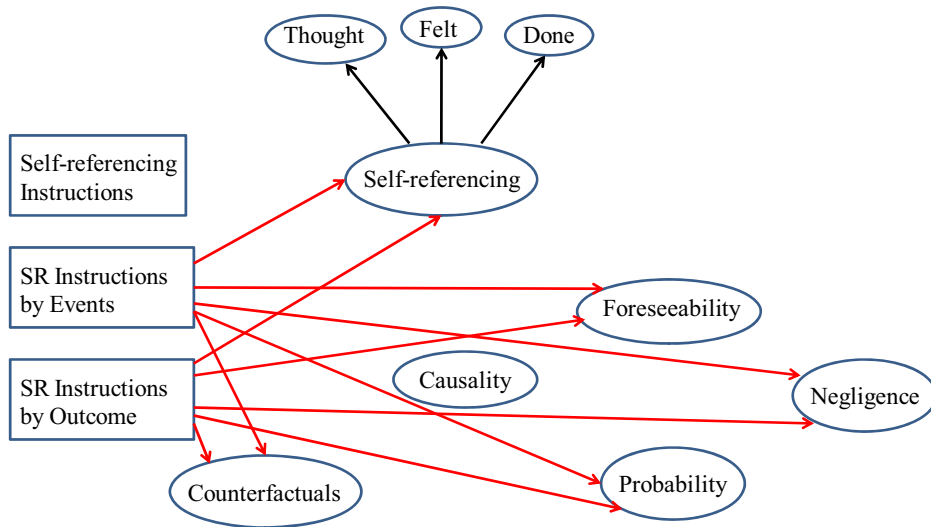 Thought
Felt
Done
Self-referencing
Instructions
Self-referencing
SR Instructions
by Events
Foreseeability
SR Instructions
by Outcome
Causality
Negligence
Counterfactuals
Probability